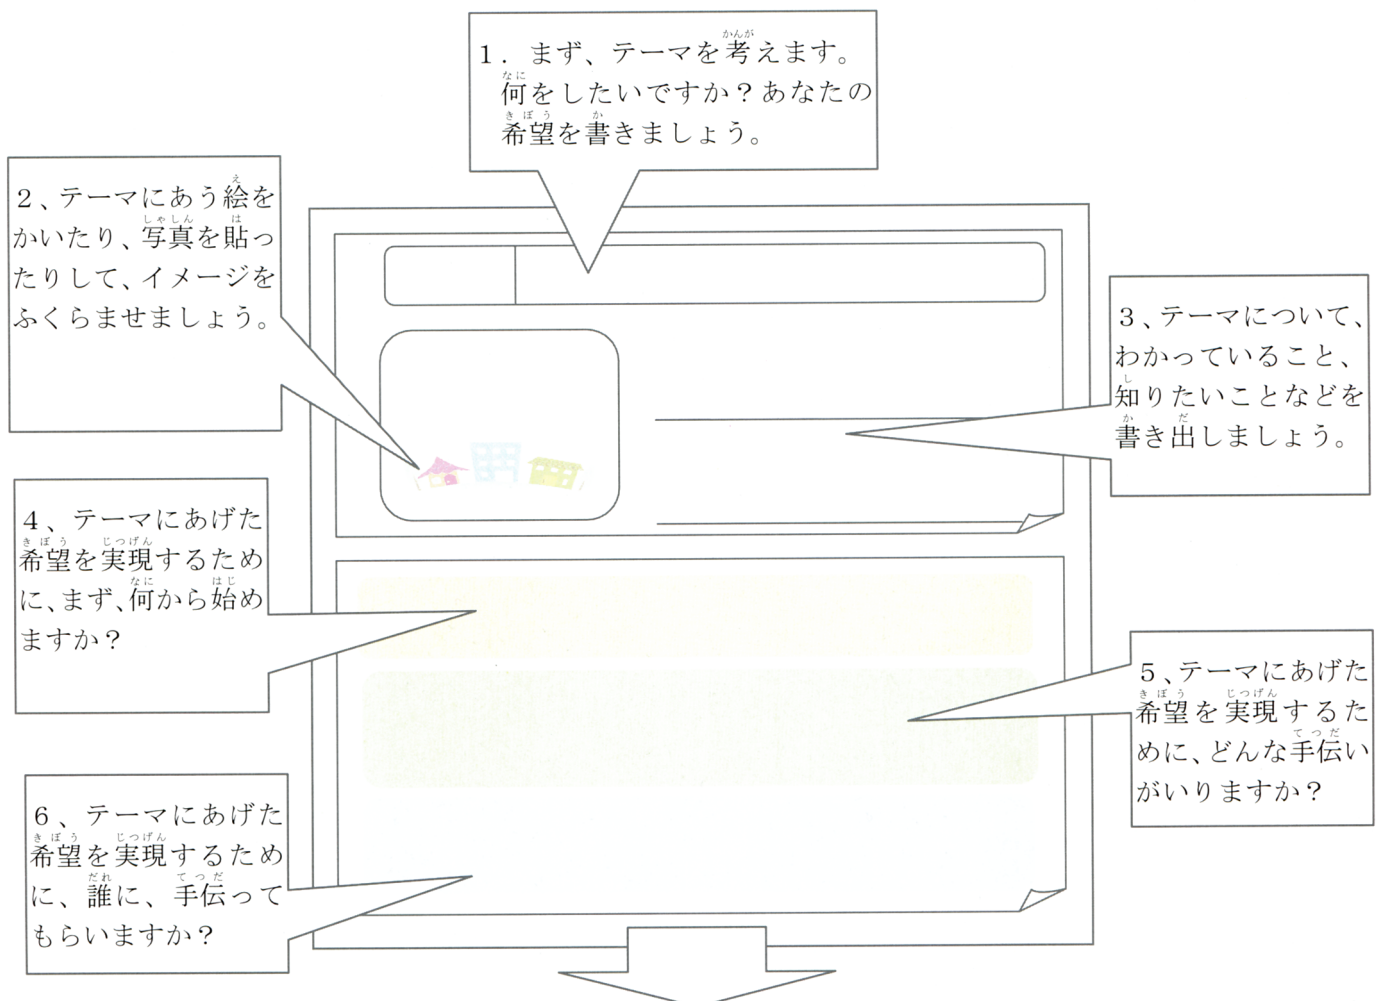 1．まず、テーマを考えます。
何をしたいですか？あなたの
希望を書きましょう。
2、テーマにあう絵を
かいたり、写真を貼っ
たりして、イメージを
ふくらませましょう。
3、テーマについて、
わかっていること、
知りたいことなどを
書き出しましょう。
4、テーマにあげた
希望を実現するため
に、まず、何から始め
ますか？
5、テーマにあげた
希望を実現するた
めに、どんな手伝い
がいりますか？
6、テーマにあげた
希望を実現するため
に、誰に、手伝って
もらいますか？